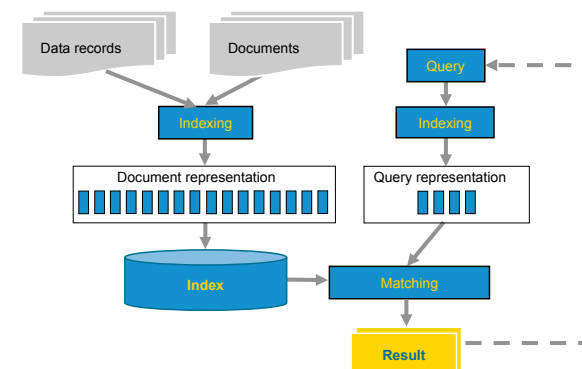 Data records
Documents
Query
Indexing
Indexing
Document representation
Query representation
Index
Matching
Result